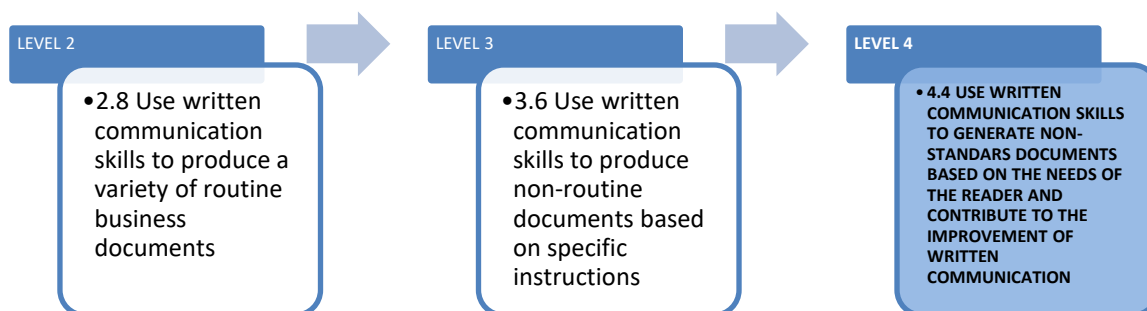 LEVEL 2
•2.8 Use written
communication
skills to produce a
variety of routine
business
documents
LEVEL 3
•3.6 Use written
communication
skills to produce
non-routine
documents based
on specific
instructions
LEVEL 4
• 4.4 USE WRITTEN
COMMUNICATION SKILLS
TO GENERATE NON-
STANDARS DOCUMENTS
BASED ON THE NEEDS OF
THE READER AND
CONTRIBUTE TO THE
IMPROVEMENT OF
WRITTEN
COMMUNICATION